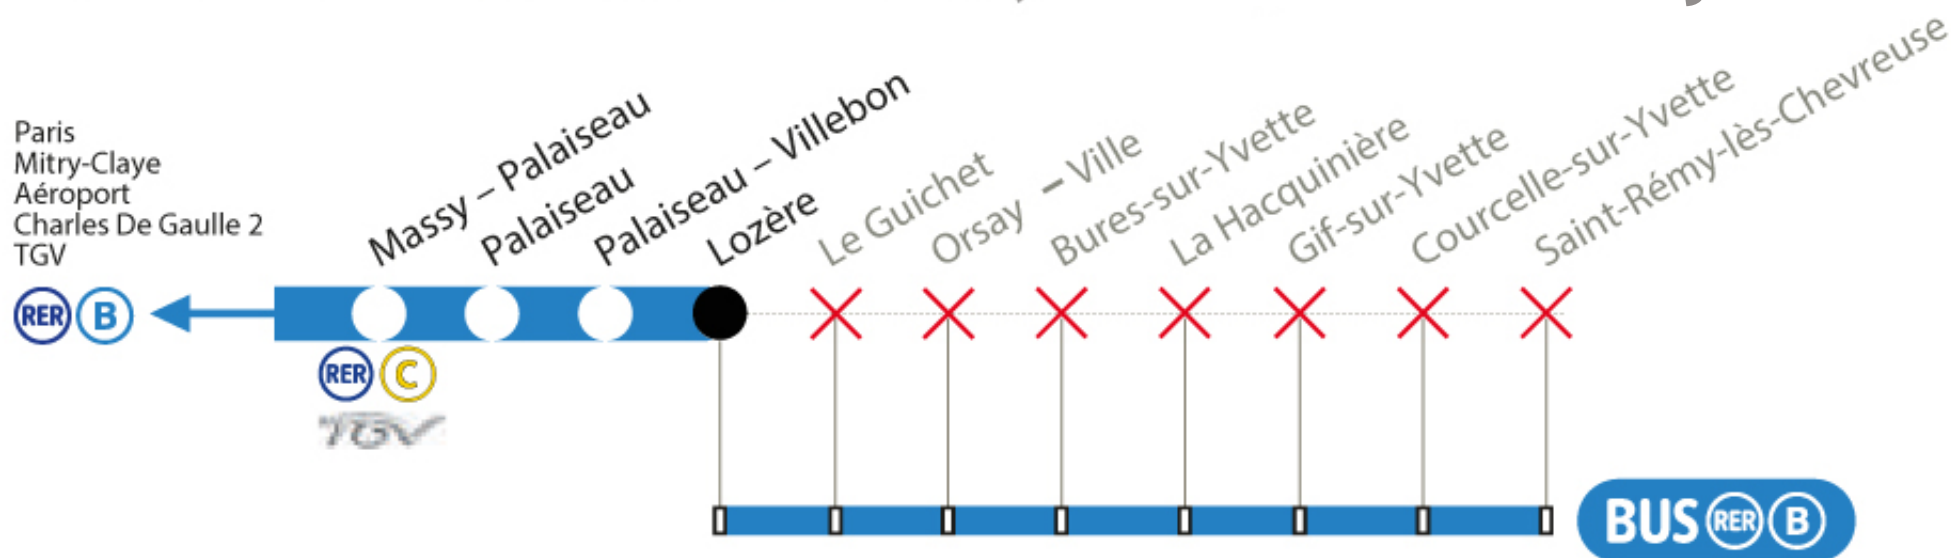 Paris
Mitry-Claye
Aéroport
Charles De Gaulle 2
TGV
RER B
Massy – Palaiseau
Palaiseau
Palaiseau – Villebon
Lozère
Le Guichet
Orsay – Ville
Bures-sur-Yvette
La Hacquinière
Gif-sur-Yvette
Courcelle-sur-Yvette
Saint-Rémy-lès-Chevreuse
RER C
TGV
BUS RER B